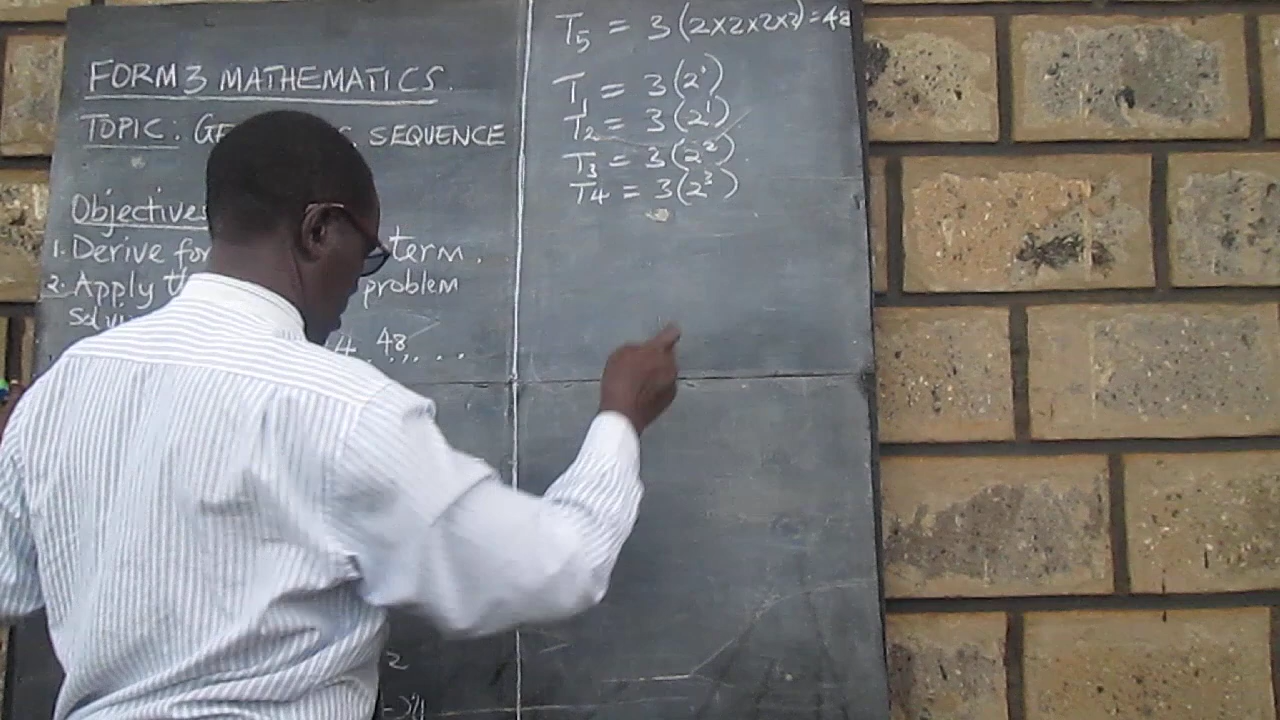 FORM 3 MATHEMATICS.
TOPIC: SEQUENCE
Objectives
1. Derive term.
2. Apply problem
48, . . .
T5 = 3(2x2x2x2)=48
T1 = 3(2⁰)
T2 = 3(2¹)
T3 = 3(2²)
T4 = 3(2³)